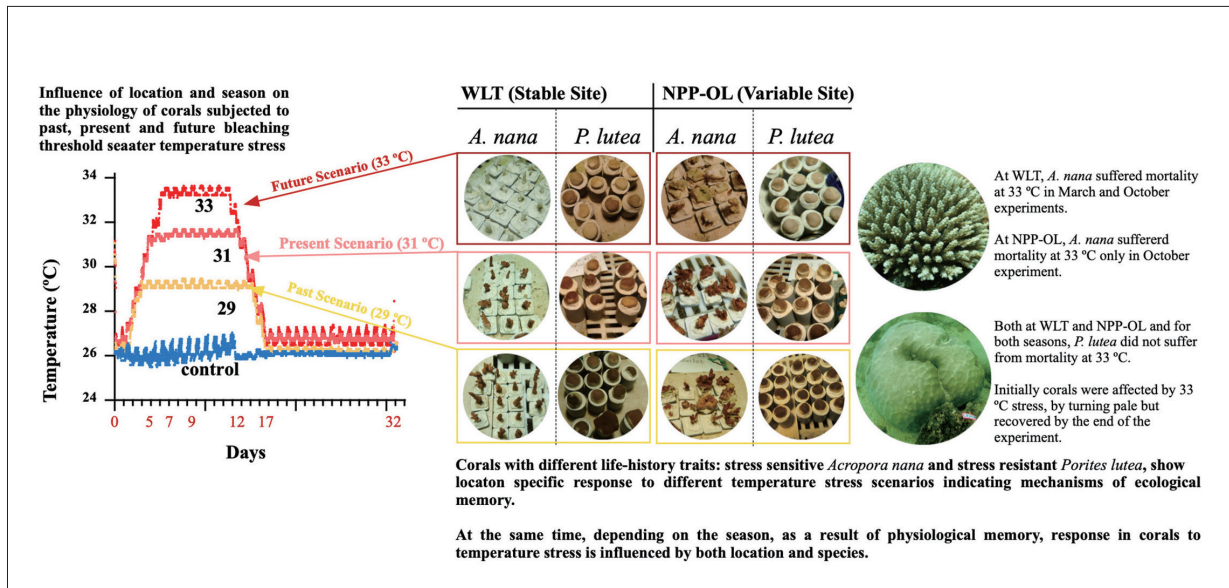 Influence of location and season on
the physiology of corals subjected to
past, present and future bleaching
threshold seaater temperature stress
Temperature (ºC)
34
32
30
28
26
24
33
31
29
control
0
5
7
9
12
17
32
Days
Future Scenario (33 ºC)
Present Scenario (31 ºC)
Past Scenario (29 ºC)
WLT (Stable Site)
NPP-OL (Variable Site)
A. nana
P. lutea
A. nana
P. lutea
At WLT, A. nana suffered mortality
at 33 ºC in March and October
experiments.
At NPP-OL, A. nana suffererd
mortality at 33 ºC only in October
experiment.
Both at WLT and NPP-OL and for
both seasons, P. lutea did not suffer
from mortality at 33 ºC.
Initially corals were affected by 33
ºC stress, by turning pale but
recovered by the end of the
experiment.
Corals with different life-history traits: stress sensitive Acropora nana and stress resistant Porites lutea, show
locaton specific response to different temperature stress scenarios indicating mechanisms of ecological
memory.
At the same time, depending on the season, as a result of physiological memory, response in corals to
temperature stress is influenced by both location and species.